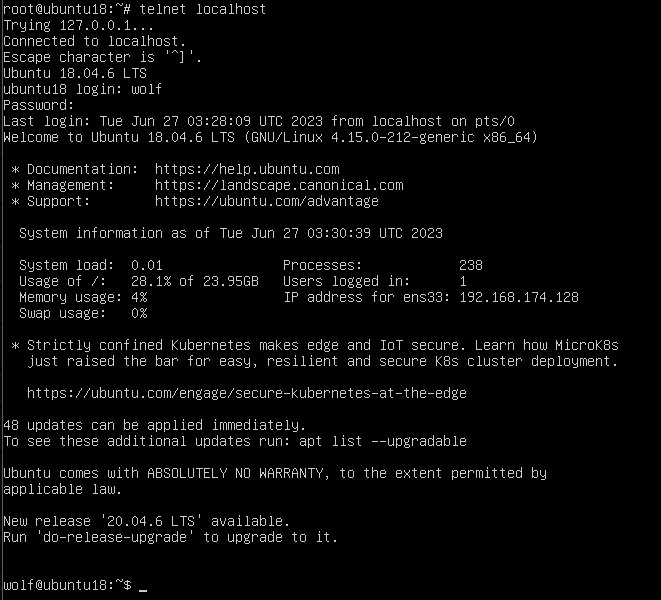 root@ubuntu18:~# telnet localhost
Trying 127.0.0.1...
Connected to localhost.
Escape character is '^]'.
Ubuntu 18.04.6 LTS
ubuntu18 login: wolf
Password:
Last login: Tue Jun 27 03:28:09 UTC 2023 from localhost on pts/0
Welcome to Ubuntu 18.04.6 LTS (GNU/Linux 4.15.0-212-generic x86_64)
* Documentation:  https://help.ubuntu.com
* Management:     https://landscape.canonical.com
* Support:        https://ubuntu.com/advantage
System information as of Tue Jun 27 03:30:39 UTC 2023
System load:  0.01               Processes:             238
Usage of /:   28.1% of 23.95GB   Users logged in:       1
Memory usage: 4%                 IP address for ens33: 192.168.174.128
Swap usage:   0%
* Strictly confined Kubernetes makes edge and IoT secure. Learn how MicroK8s
just raised the bar for easy, resilient and secure K8s cluster deployment.
https://ubuntu.com/engage/secure-kubernetes-at-the-edge
48 updates can be applied immediately.
To see these additional updates run: apt list --upgradable
Ubuntu comes with ABSOLUTELY NO WARRANTY, to the extent permitted by
applicable law.
New release '20.04.6 LTS' available.
Run 'do-release-upgrade' to upgrade to it.
wolf@ubuntu18:~$ _